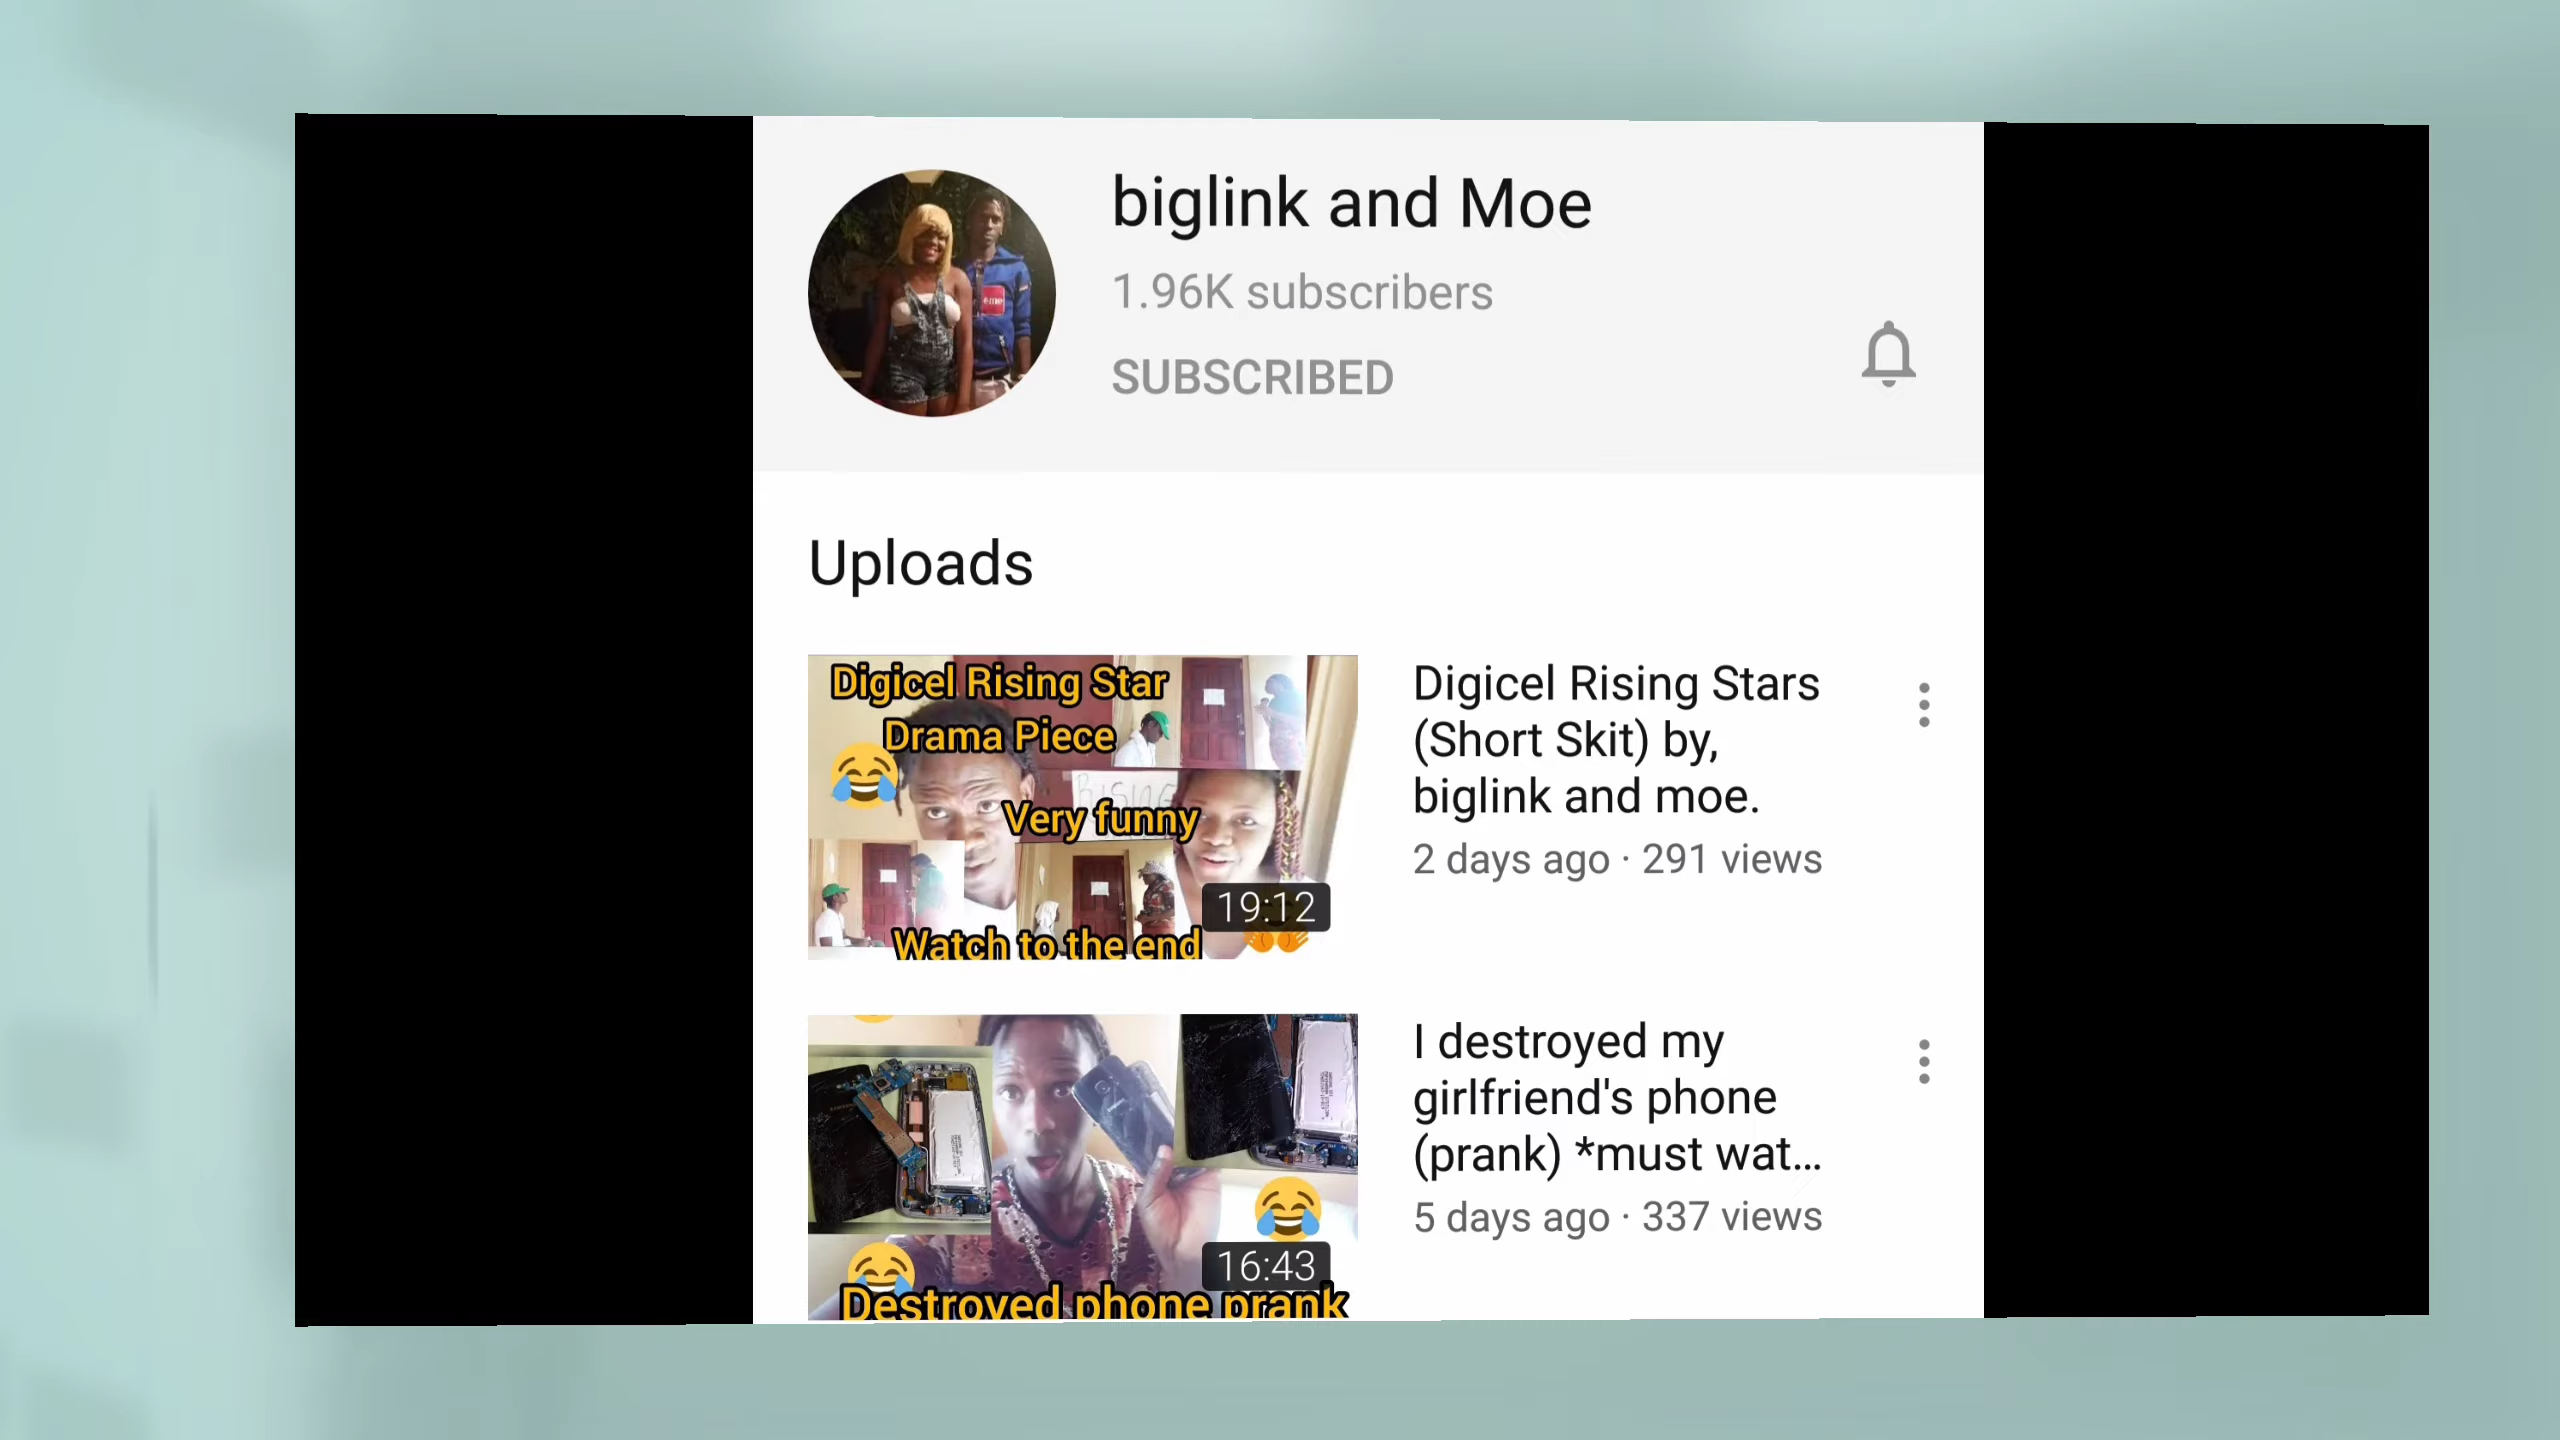 biglink and Moe
1.96K subscribers
SUBSCRIBED
Uploads
Digicel Rising Star
Drama Piece
Very funny
Watch to the end
19:12
Digicel Rising Stars
(Short Skit) by,
biglink and moe.
2 days ago · 291 views
16:43
Destroyed phone prank
I destroyed my
girlfriend's phone
(prank) *must wat...
5 days ago · 337 views